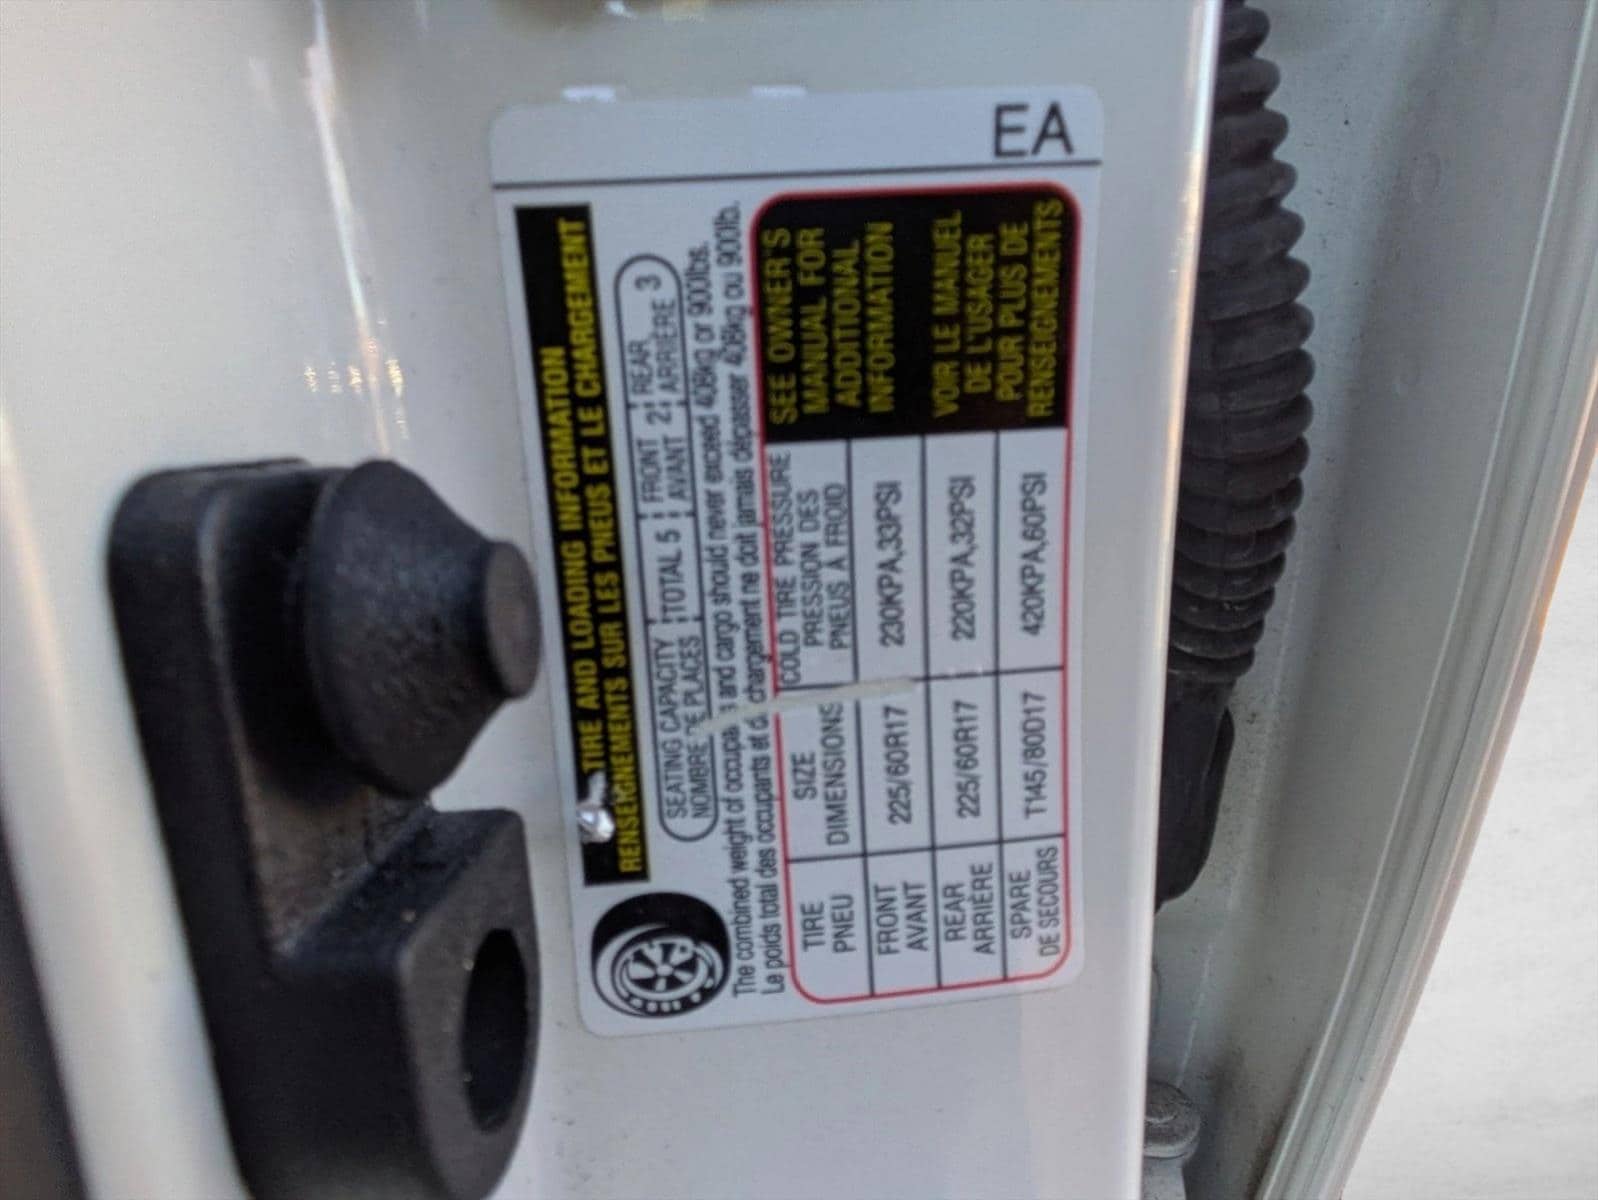 EA
TIRE AND LOADING INFORMATION
RENSEIGNEMENTS SUR LES PNEUS ET LE CHARGEMENT
SEATING CAPACITY TOTAL 5 FRONT 2 REAR 3
NOMBRE DE PLACES AVANT ARRIÈRE
The combined weight of occupants and cargo should never exceed 408kg or 900lbs.
Le poids total des occupants et du chargement ne doit jamais dépasser 408kg ou 900lb.
TIRE SIZE COLD TIRE PRESSURE
PNEU DIMENSIONS PRESSION DES
PNEUS À FROID
FRONT 225/60R17 230KPA,33PSI
AVANT
REAR 225/60R17 220KPA,32PSI
ARRIÈRE
SPARE T145/80D17 420KPA,60PSI
DE SECOURS
SEE OWNER'S
MANUAL FOR
ADDITIONAL
INFORMATION
VOIR LE MANUEL
DE L'USAGER
POUR PLUS DE
RENSEIGNEMENTS